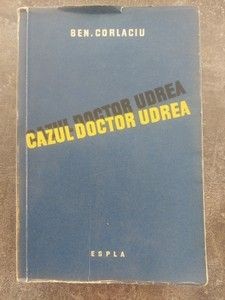 BEN. CORLACIU
CAZUL DOCTOR UDREA
CAZUL DOCTOR UDREA
ESPLA